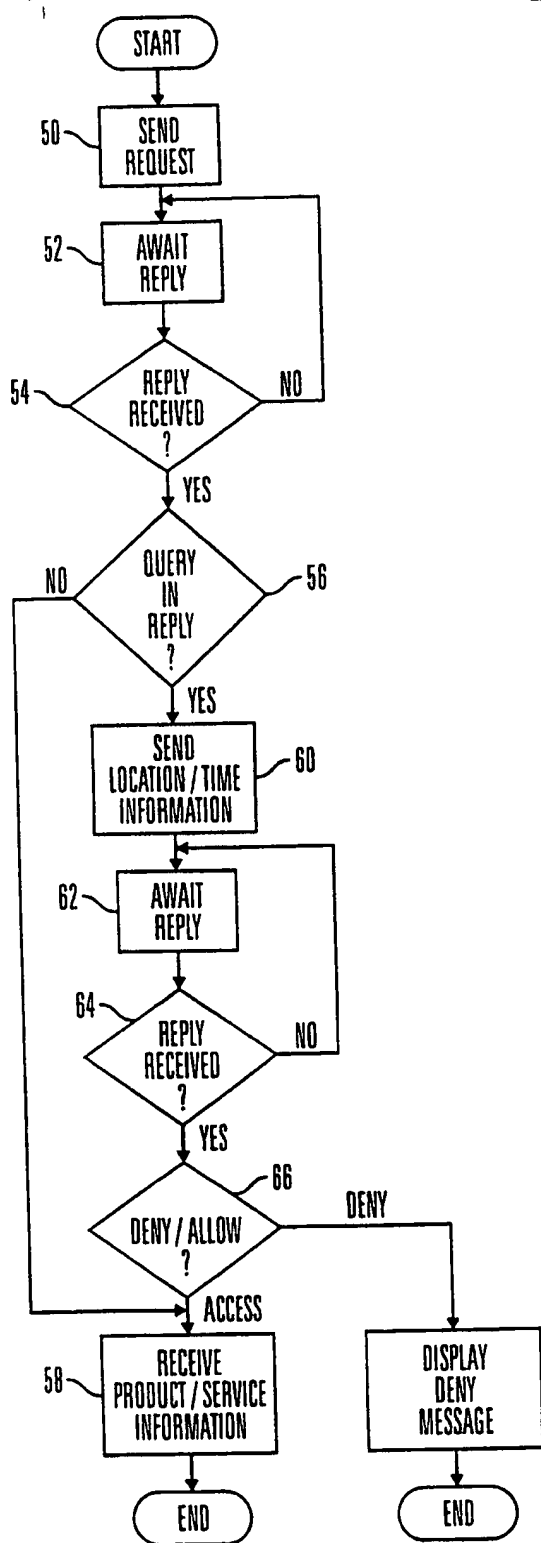 START
50
SEND
REQUEST
52
AWAIT
REPLY
54
REPLY
RECEIVED
?
NO
YES
NO
QUERY
IN
REPLY
?
56
YES
SEND
LOCATION / TIME
INFORMATION
60
62
AWAIT
REPLY
64
REPLY
RECEIVED
?
NO
YES
66
DENY / ALLOW
?
DENY
ACCESS
58
RECEIVE
PRODUCT / SERVICE
INFORMATION
DISPLAY
DENY
MESSAGE
END
END